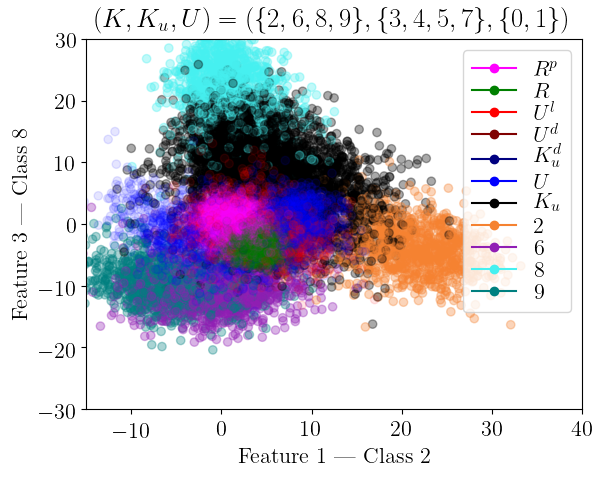 (K, K_u, U) = ({2, 6, 8, 9}, {3, 4, 5, 7}, {0, 1})
30
20
10
0
−10
−20
−30
Feature 3 — Class 8
R^p
R
U^l
U^d
K_u^d
U
K_u
2
6
8
9
−10
0
10
20
30
40
Feature 1 — Class 2